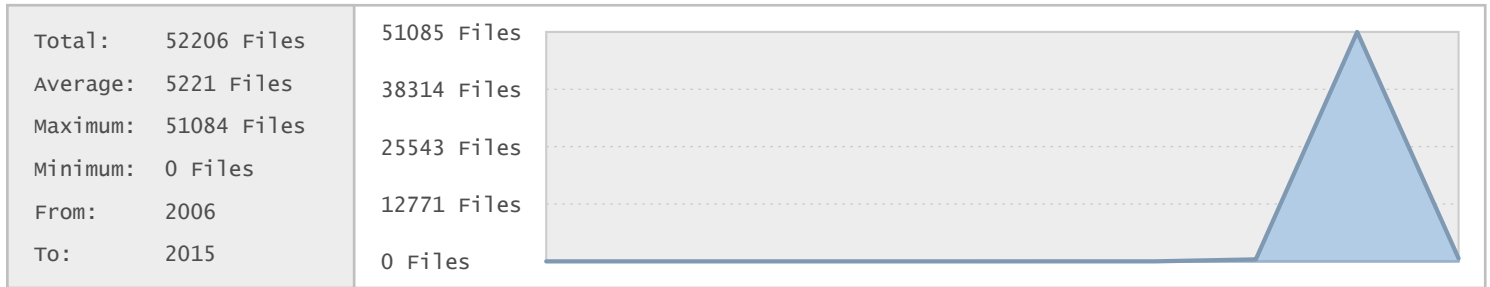 Total: 52206 Files
Average: 5221 Files
Maximum: 51084 Files
Minimum: 0 Files
From: 2006
To: 2015
51085 Files
38314 Files
25543 Files
12771 Files
0 Files